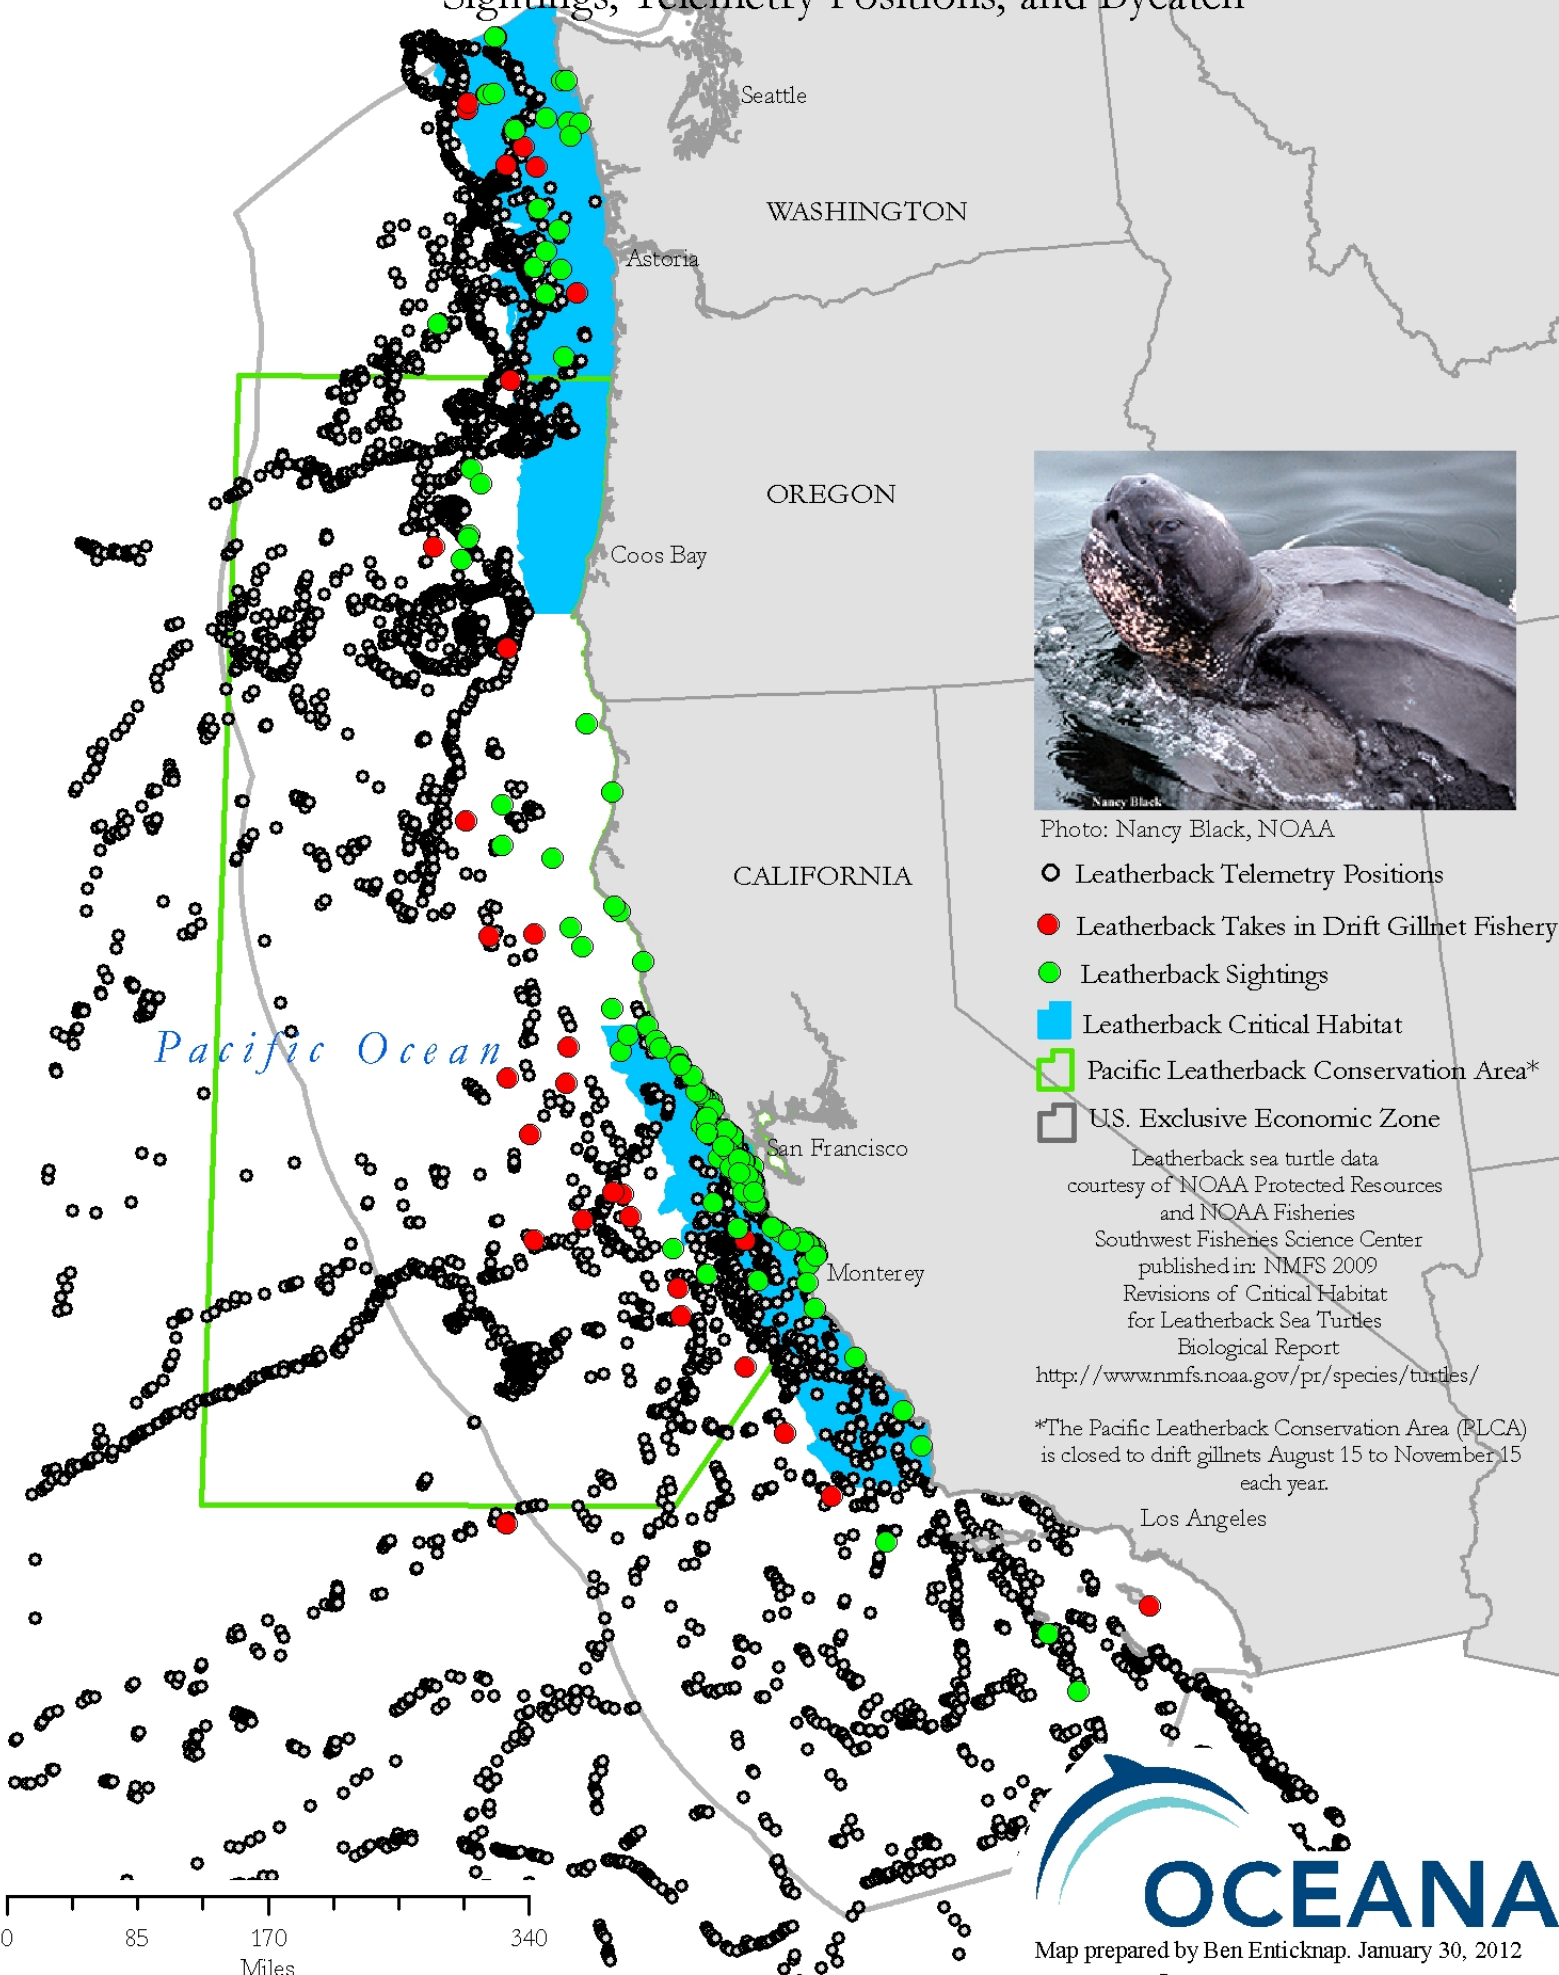 Sightings, Telemetry Positions, and Bycatch
Seattle
WASHINGTON
Astoria
OREGON
Coos Bay
Nancy Black
Photo: Nancy Black, NOAA
CALIFORNIA
Leatherback Telemetry Positions
Leatherback Takes in Drift Gillnet Fishery
Leatherback Sightings
Leatherback Critical Habitat
Pacific Ocean
Pacific Leatherback Conservation Area*
U.S. Exclusive Economic Zone
San Francisco
Leatherback sea turtle data
courtesy of NOAA Protected Resources
and NOAA Fisheries
Southwest Fisheries Science Center
published in: NMFS 2009
Revisions of Critical Habitat
for Leatherback Sea Turtles
Biological Report
http://www.nmfs.noaa.gov/pr/species/turtles/
Monterey
*The Pacific Leatherback Conservation Area (PLCA)
is closed to drift gillnets August 15 to November 15
each year.
Los Angeles
OCEANA
0 85 170 340
Miles
Map prepared by Ben Enticknap. January 30, 2012